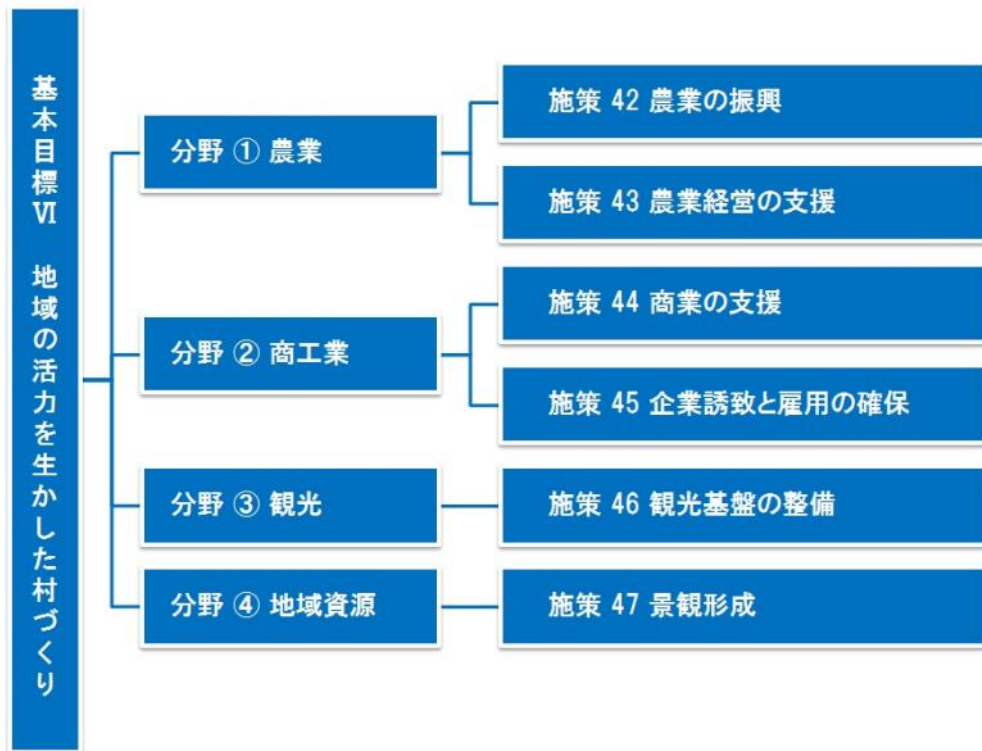 基本目標Ⅵ 地域の活力を生かした村づくり
分野 ① 農業
施策 42 農業の振興
施策 43 農業経営の支援
分野 ② 商工業
施策 44 商業の支援
施策 45 企業誘致と雇用の確保
分野 ③ 観光
施策 46 観光基盤の整備
分野 ④ 地域資源
施策 47 景観形成